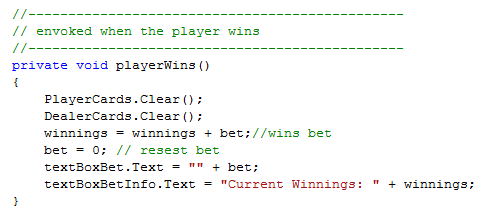 //-----------------------------------------------
// envoked when the player wins
//-----------------------------------------------
private void playerWins()
{
    PlayerCards.Clear();
    DealerCards.Clear();
    winnings = winnings + bet;//wins bet
    bet = 0; // resest bet
    textBoxBet.Text = "" + bet;
    textBoxBetInfo.Text = "Current Winnings: " + winnings;
}